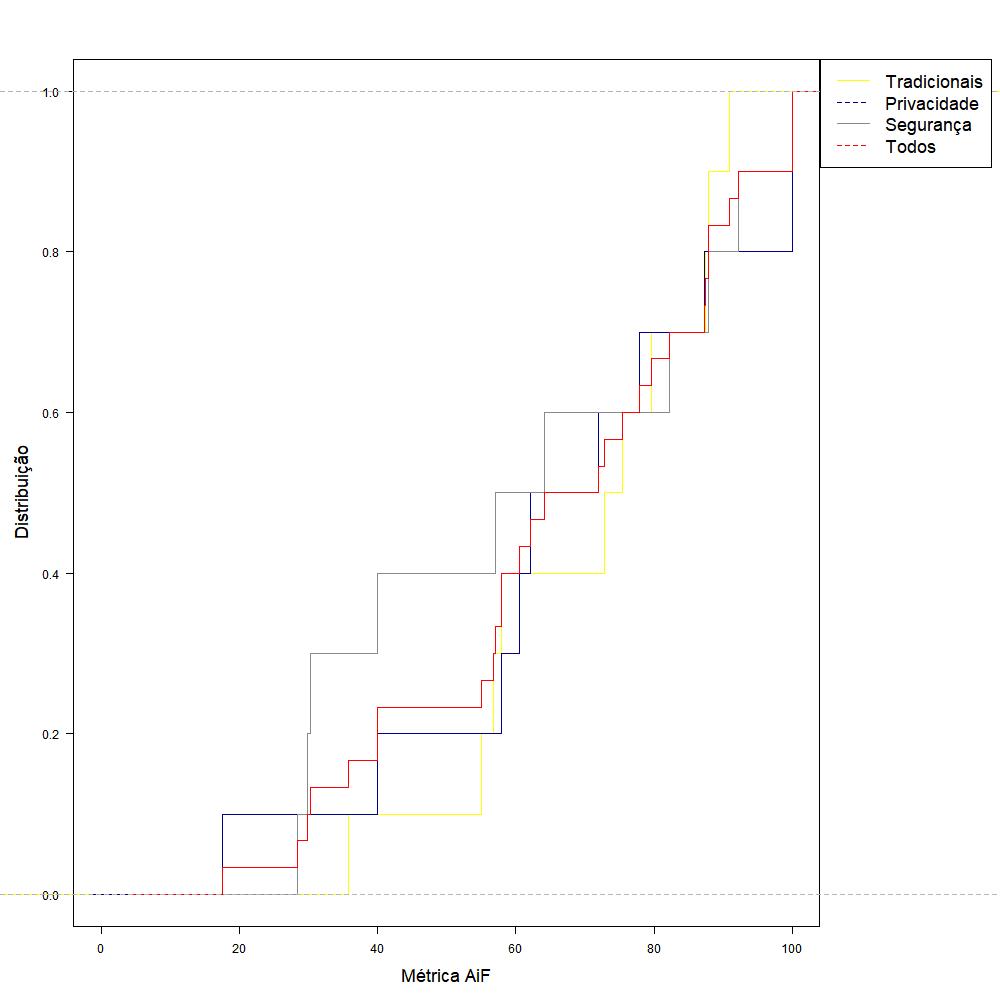 Tradicionais
Privacidade
Segurança
Todos
1.0
0.8
0.6
0.4
0.2
0.0
Distribuição
0 20 40 60 80 100
Métrica AiF